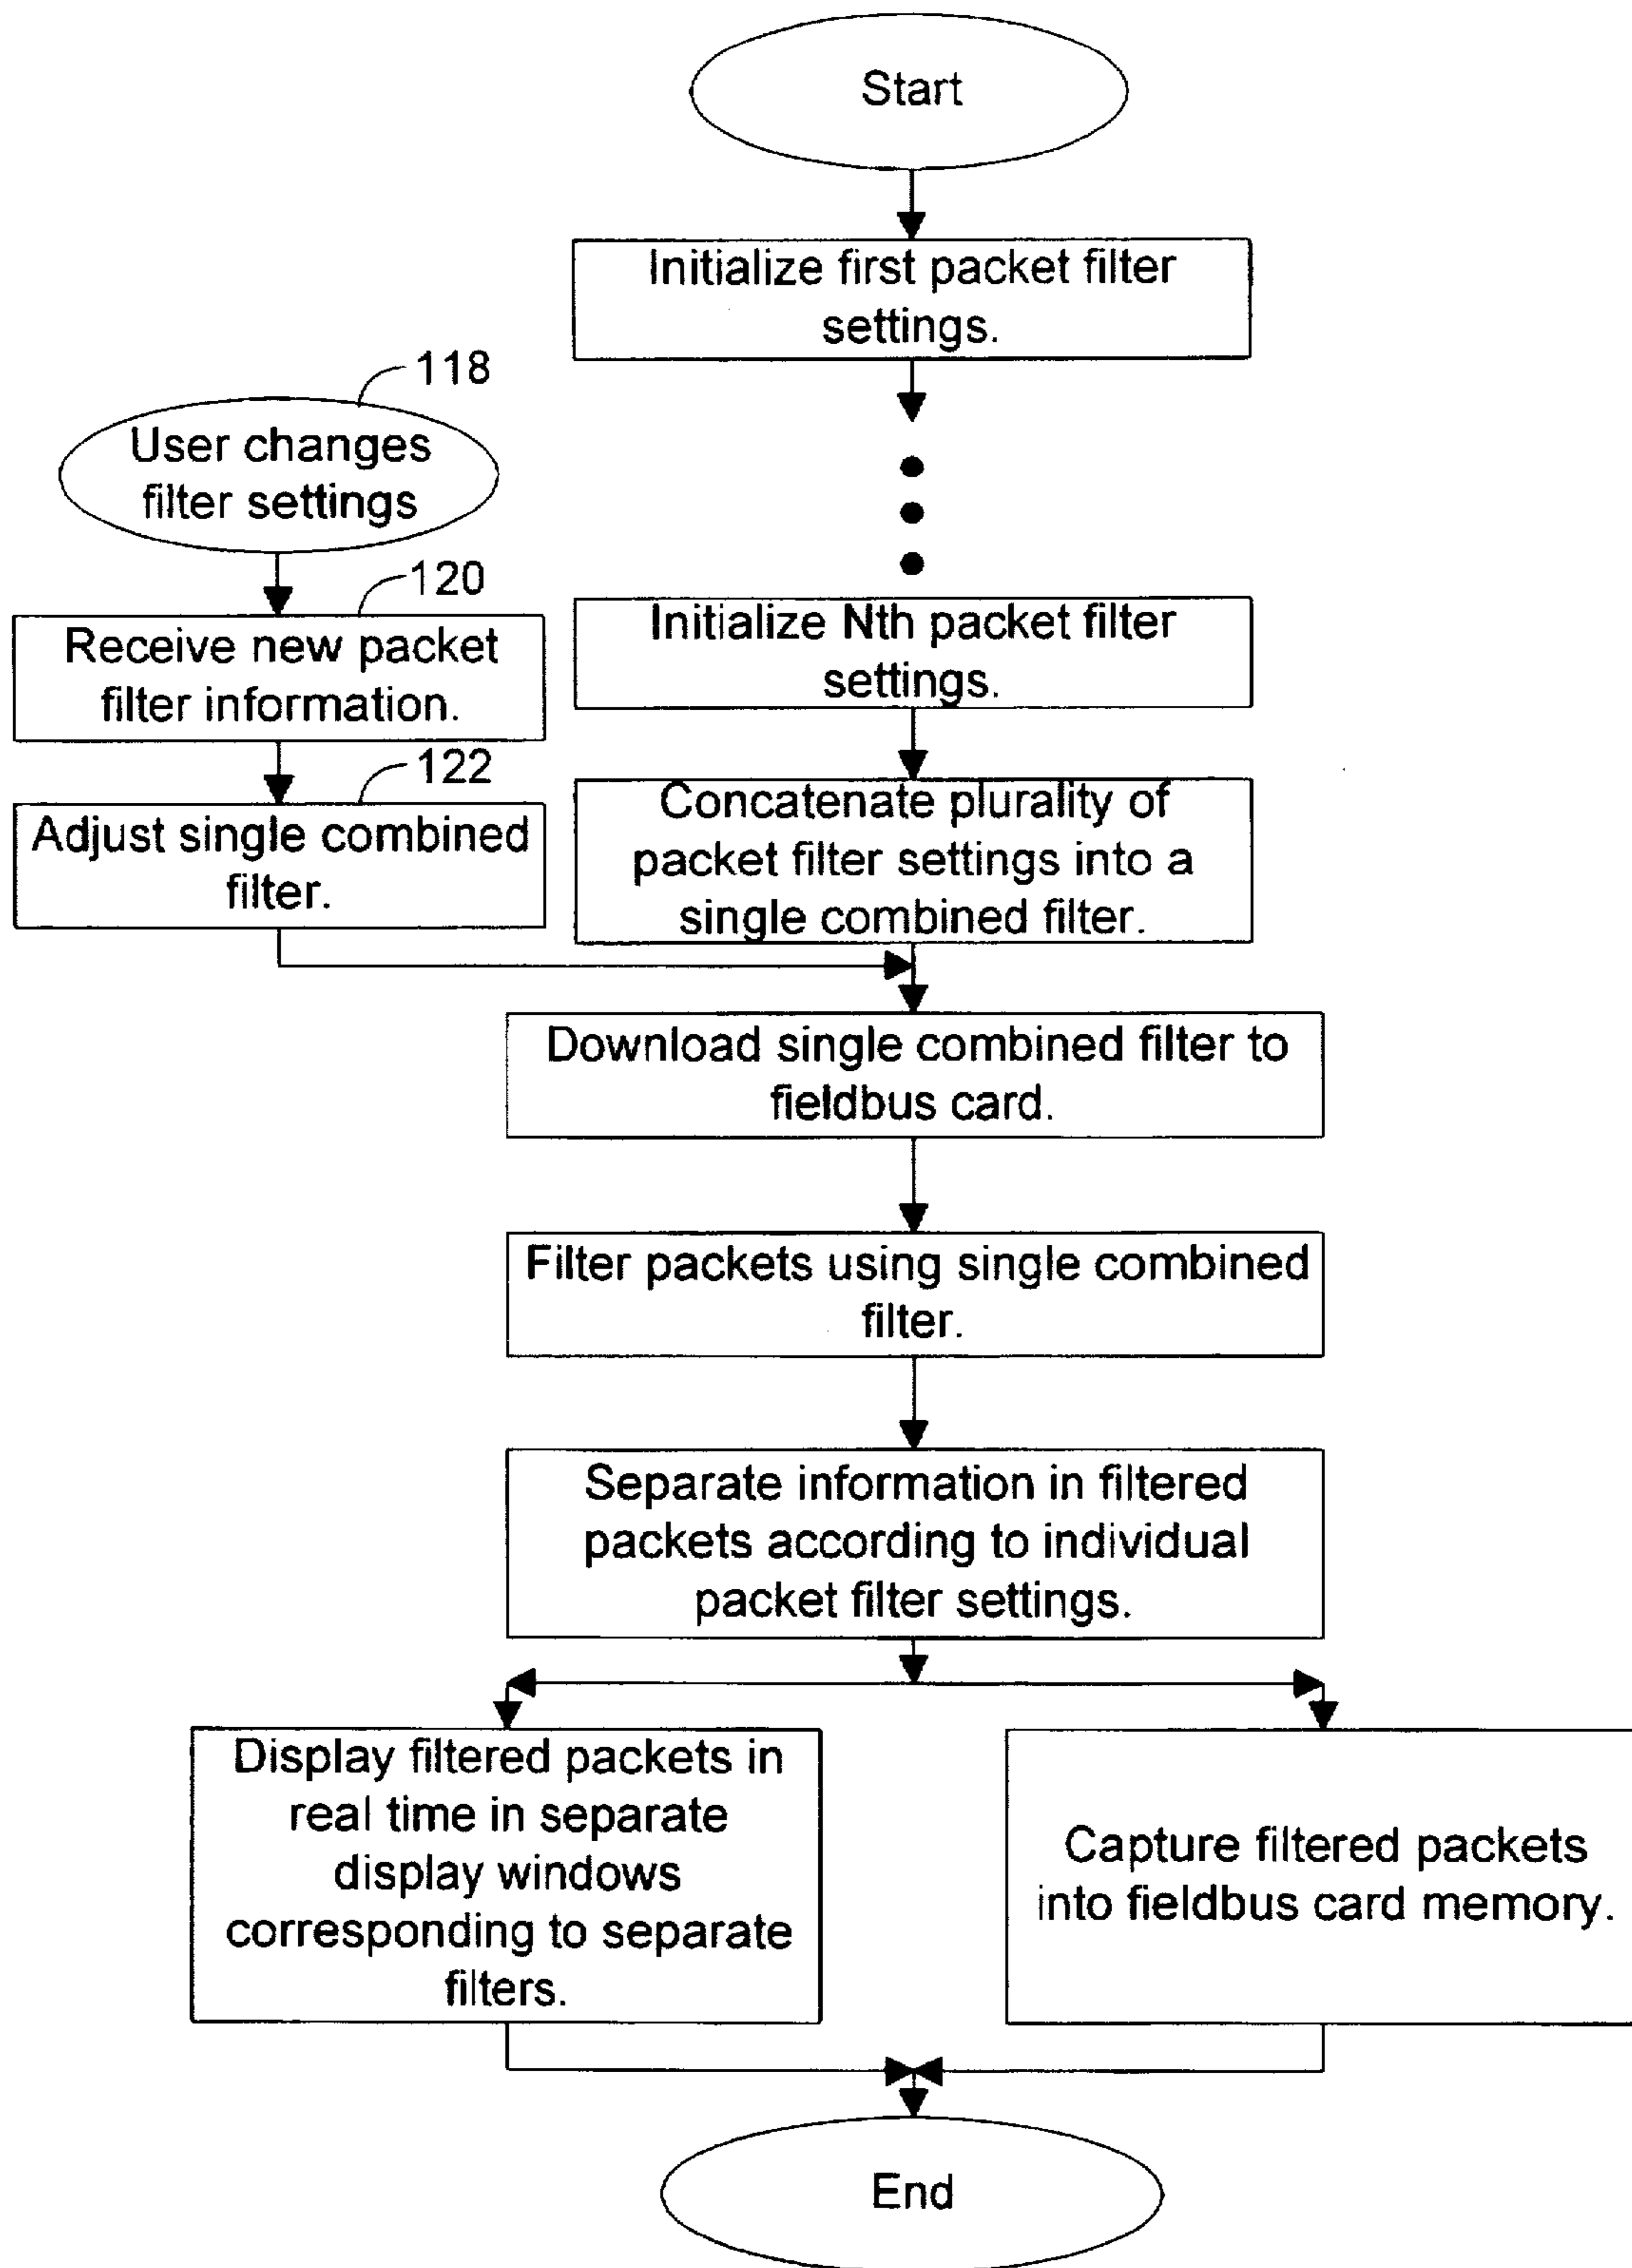 Start
Initialize first packet filter
settings.
118
User changes
filter settings
120
Receive new packet
filter information.
122
Adjust single combined
filter.
Initialize Nth packet filter
settings.
Concatenate plurality of
packet filter settings into a
single combined filter.
Download single combined filter to
fieldbus card.
Filter packets using single combined
filter.
Separate information in filtered
packets according to individual
packet filter settings.
Display filtered packets in
real time in separate
display windows
corresponding to separate
filters.
Capture filtered packets
into fieldbus card memory.
End